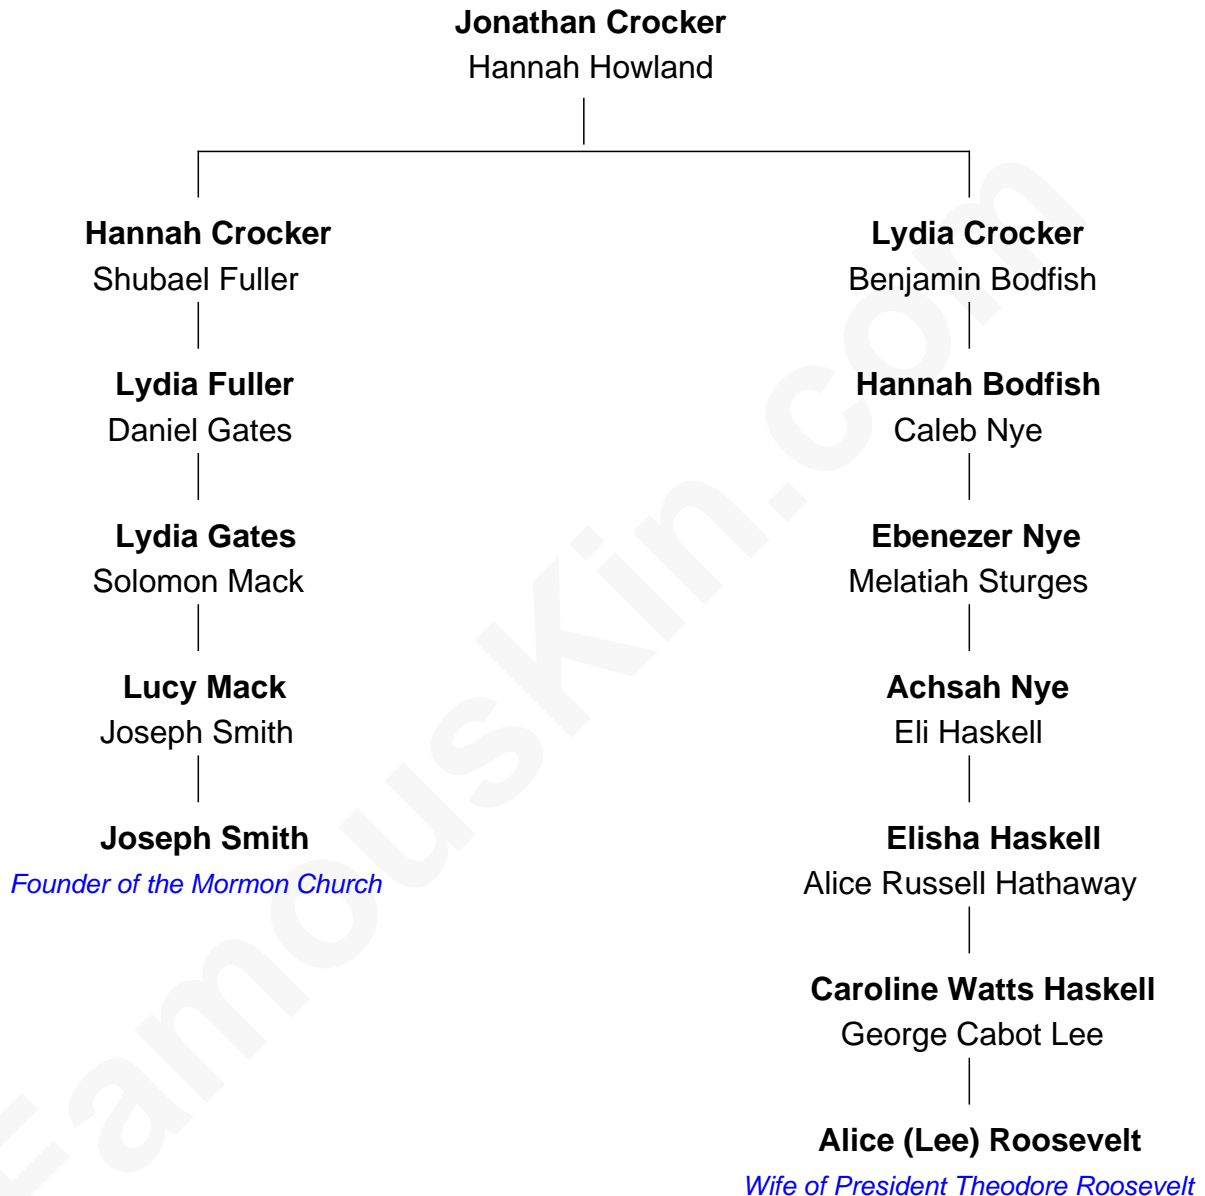 Jonathan Crocker
Hannah Howland
Hannah Crocker
Shubael Fuller
Lydia Fuller
Daniel Gates
Lydia Gates
Solomon Mack
Lucy Mack
Joseph Smith
Joseph Smith
Founder of the Mormon Church
Lydia Crocker
Benjamin Bodfish
Hannah Bodfish
Caleb Nye
Ebenezer Nye
Melatiah Sturges
Achsah Nye
Eli Haskell
Elisha Haskell
Alice Russell Hathaway
Caroline Watts Haskell
George Cabot Lee
Alice (Lee) Roosevelt
Wife of President Theodore Roosevelt
FamousKin.com